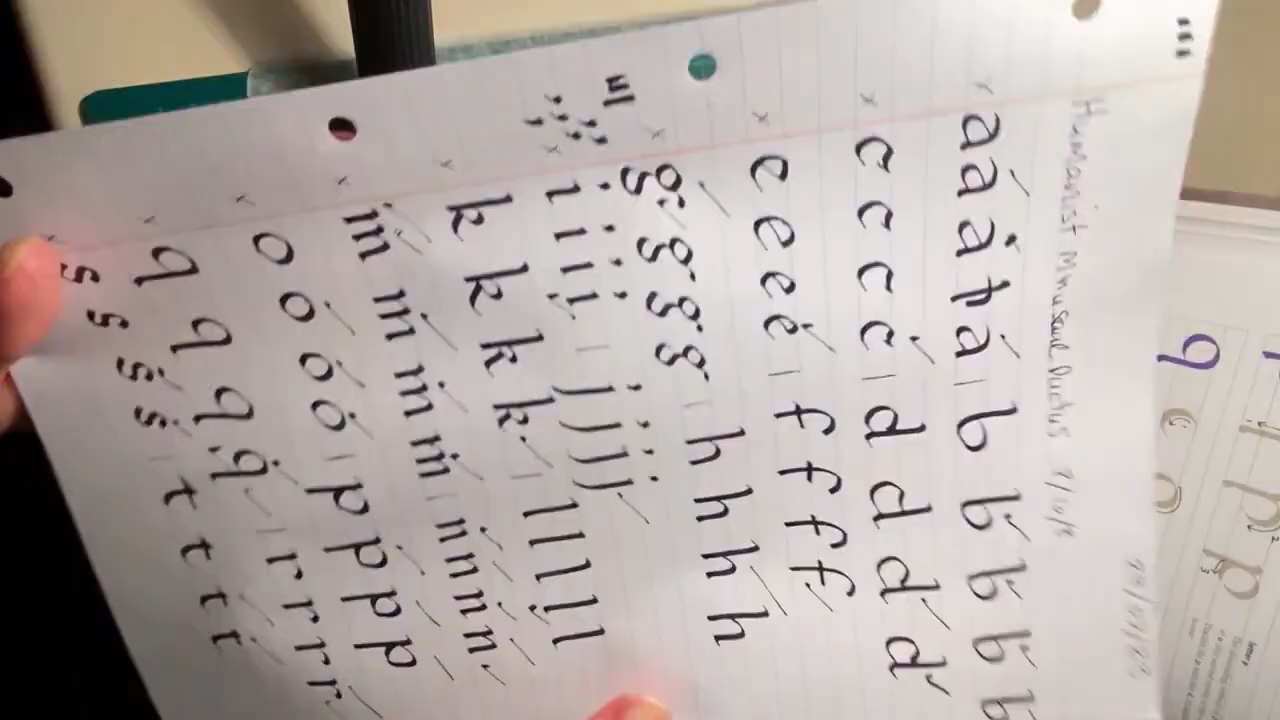 Humanist Minuscule Ductus
a a a a a | b b b b b
c c c c | d d d d
e e e e | f f f f
g g g g g | h h h h
i i i i | j j j j
k k k k | l l l l
m m m m | n n n n
o o o o | p p p p
q q q q | r r r r
s s s s | t t t t
q
p
p